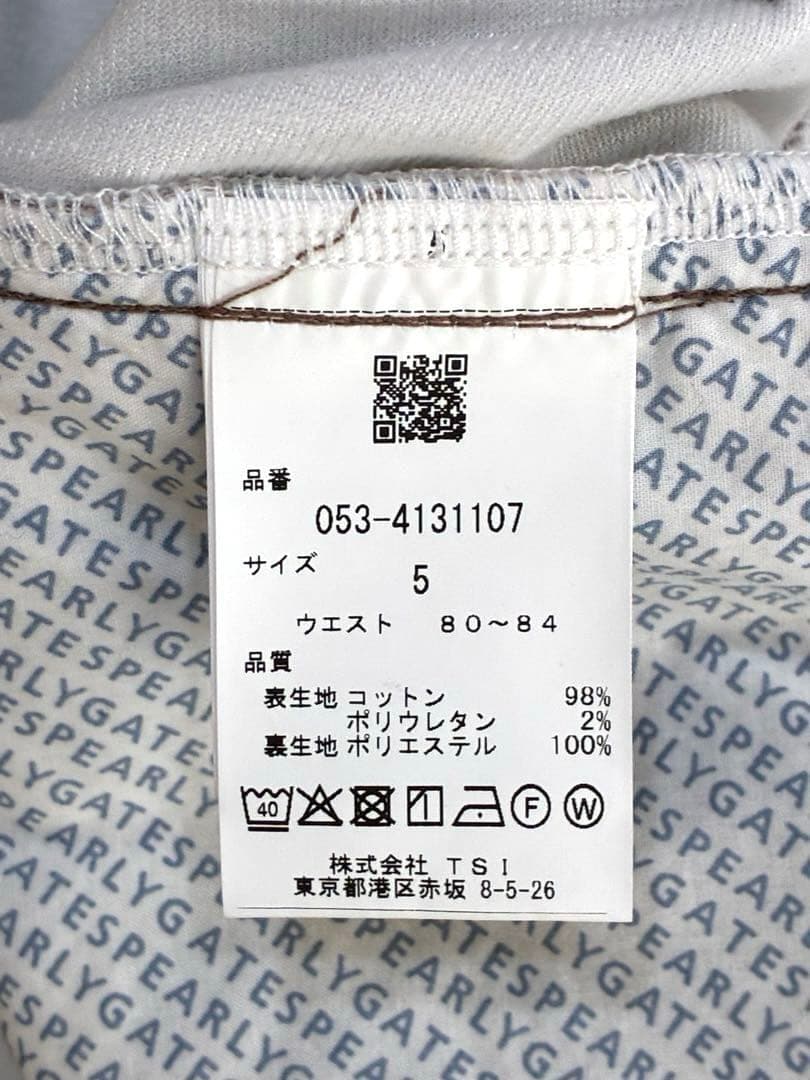 品番
053-4131107
サイズ
5
ウエスト 80～84
品質
表生地 コットン 98%
ポリウレタン 2%
裏生地 ポリエステル 100%
40
F
W
株式会社 TSI
東京都港区赤坂 8-5-26
PEARLYGATES